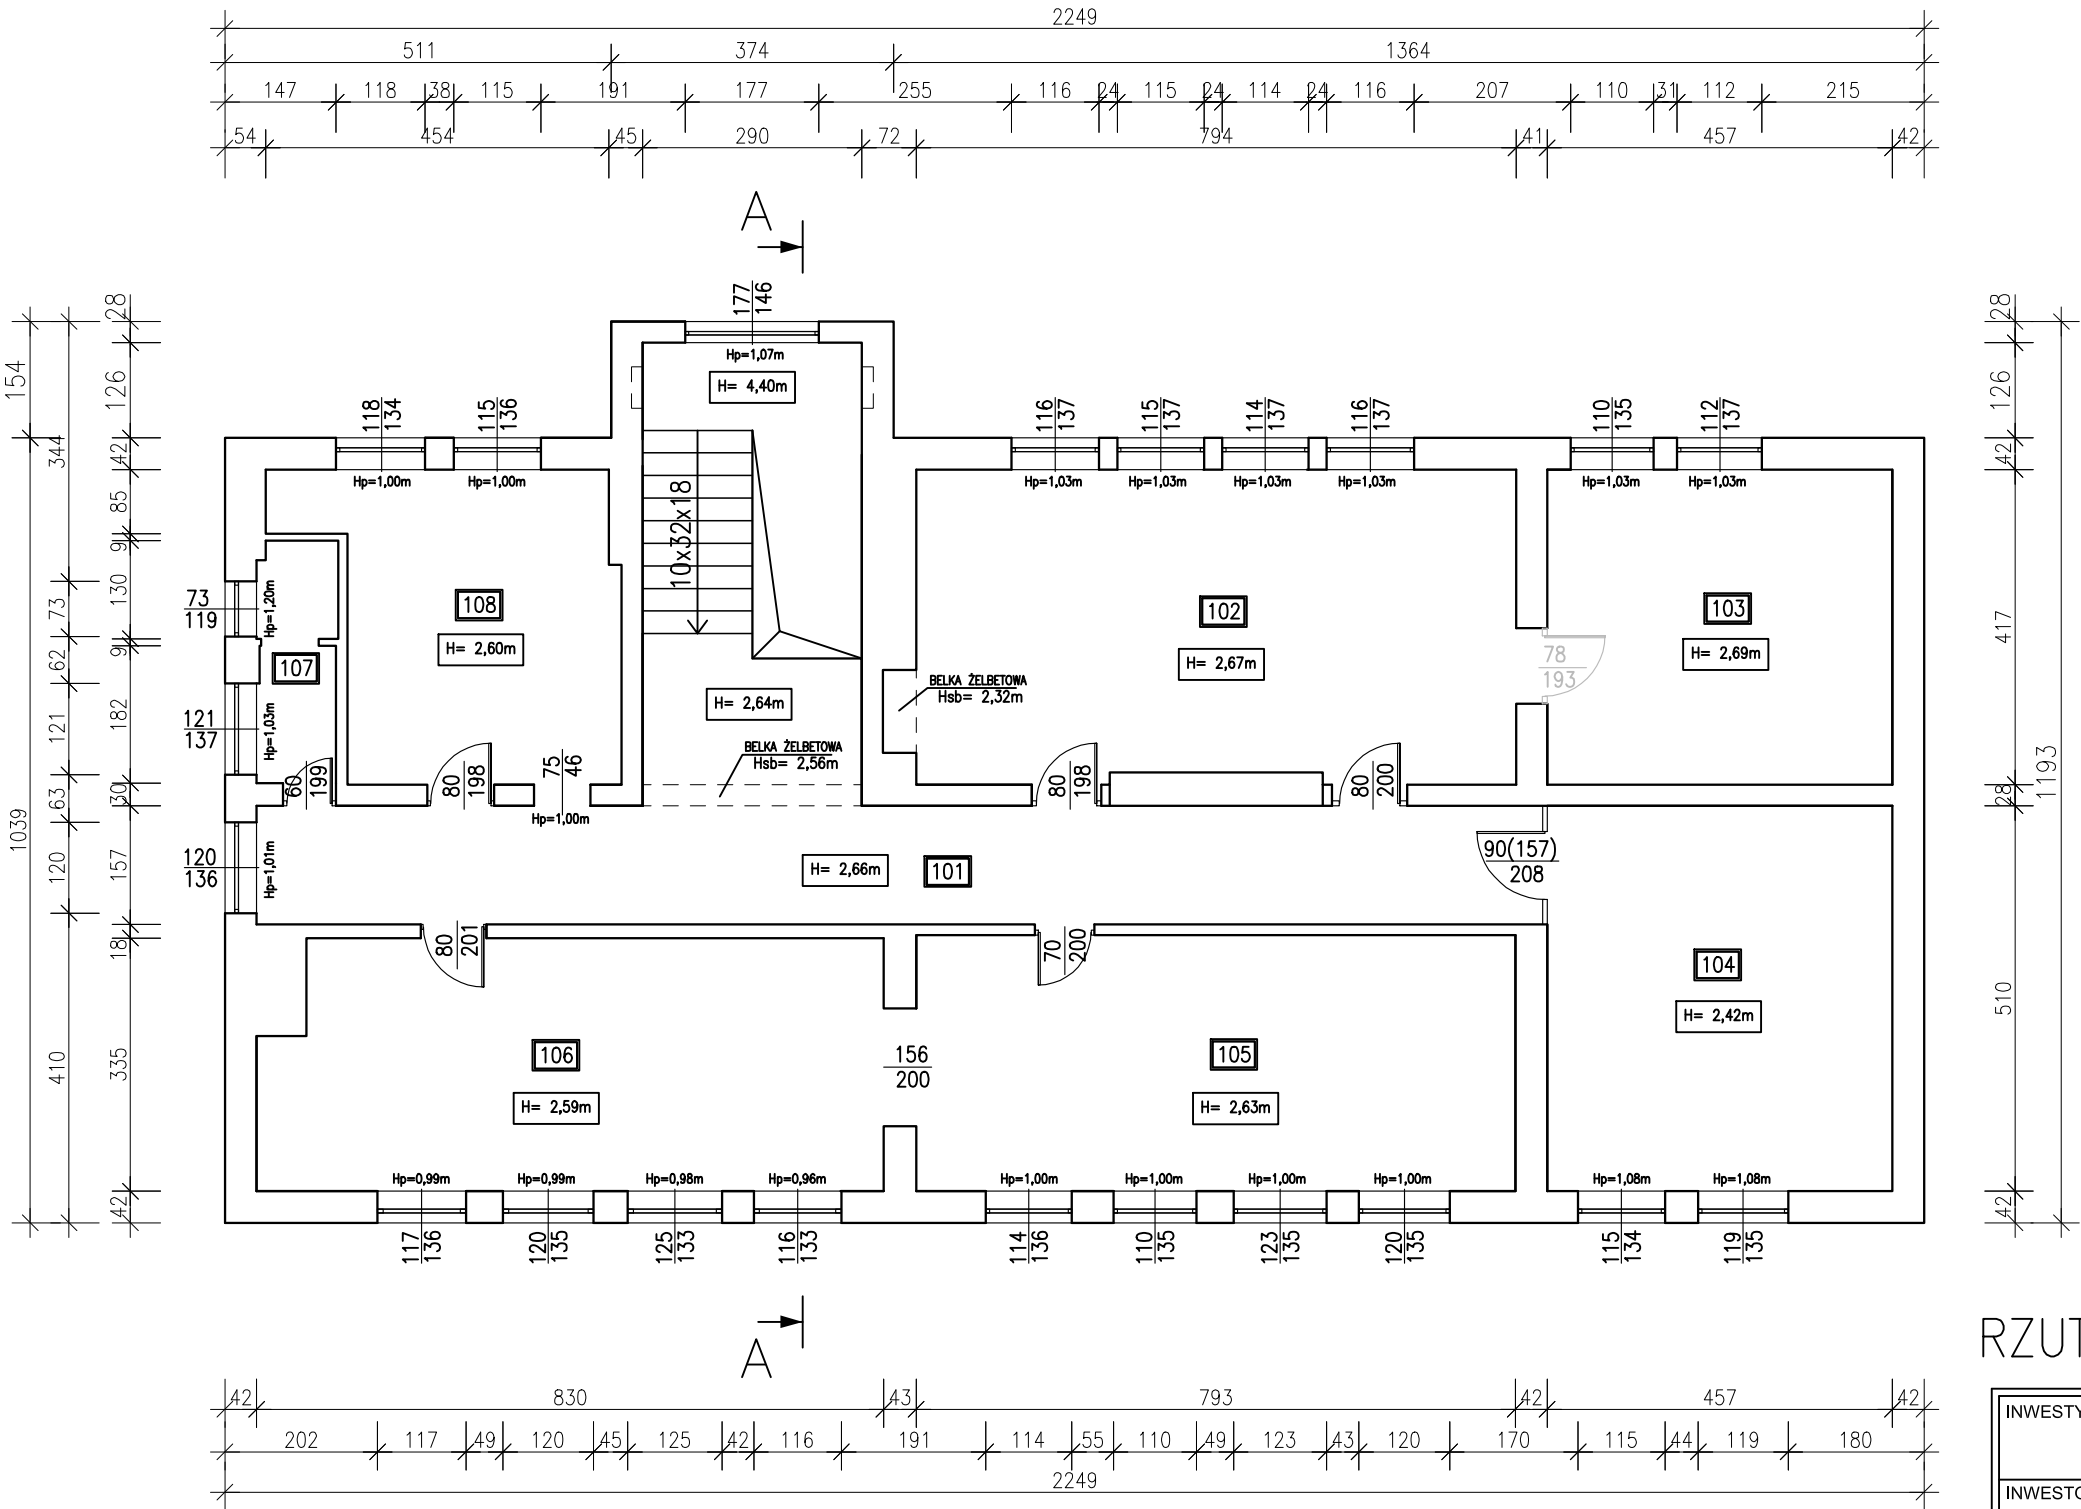 2249
511 374 1364
147 118 38 115 191 177 255 116 24 115 24 114 24 116 207 110 31 112 215
54 454 45 290 72 794 41 457 42
A
177
146
Hp=1,07m
H= 4,40m
118
134
115
136
116
137
115
137
114
137
116
137
110
135
112
137
Hp=1,00m
Hp=1,00m
Hp=1,03m
Hp=1,03m
Hp=1,03m
Hp=1,03m
Hp=1,03m
Hp=1,03m
154
1039
344
73
62
121
63
120
410
28
126
42
85
9
130
9
182
30
157
18
335
42
28
126
42
417
28
510
42
1193
10x32x18
73
119
Hp=1,20m
108
H= 2,60m
102
H= 2,67m
103
H= 2,69m
78
193
107
121
137
Hp=1,03m
H= 2,64m
BELKA ŻELBETOWA
Hsb= 2,32m
BELKA ŻELBETOWA
Hsb= 2,56m
60
199
80
198
75
46
Hp=1,00m
80
198
80
200
120
136
Hp=1,01m
H= 2,66m
101
90(157)
208
80
201
70
200
104
H= 2,42m
106
H= 2,59m
156
200
105
H= 2,63m
Hp=0,99m
Hp=0,99m
Hp=0,98m
Hp=0,96m
Hp=1,00m
Hp=1,00m
Hp=1,00m
Hp=1,00m
Hp=1,08m
Hp=1,08m
117
136
120
135
125
133
116
133
114
136
110
135
123
135
120
135
115
134
119
135
A
RZUT
42 830 43 793 42 457 42
202 117 49 120 45 125 42 116 191 114 55 110 49 123 43 120 170 115 44 119 180
2249
INWESTY
INWESTO